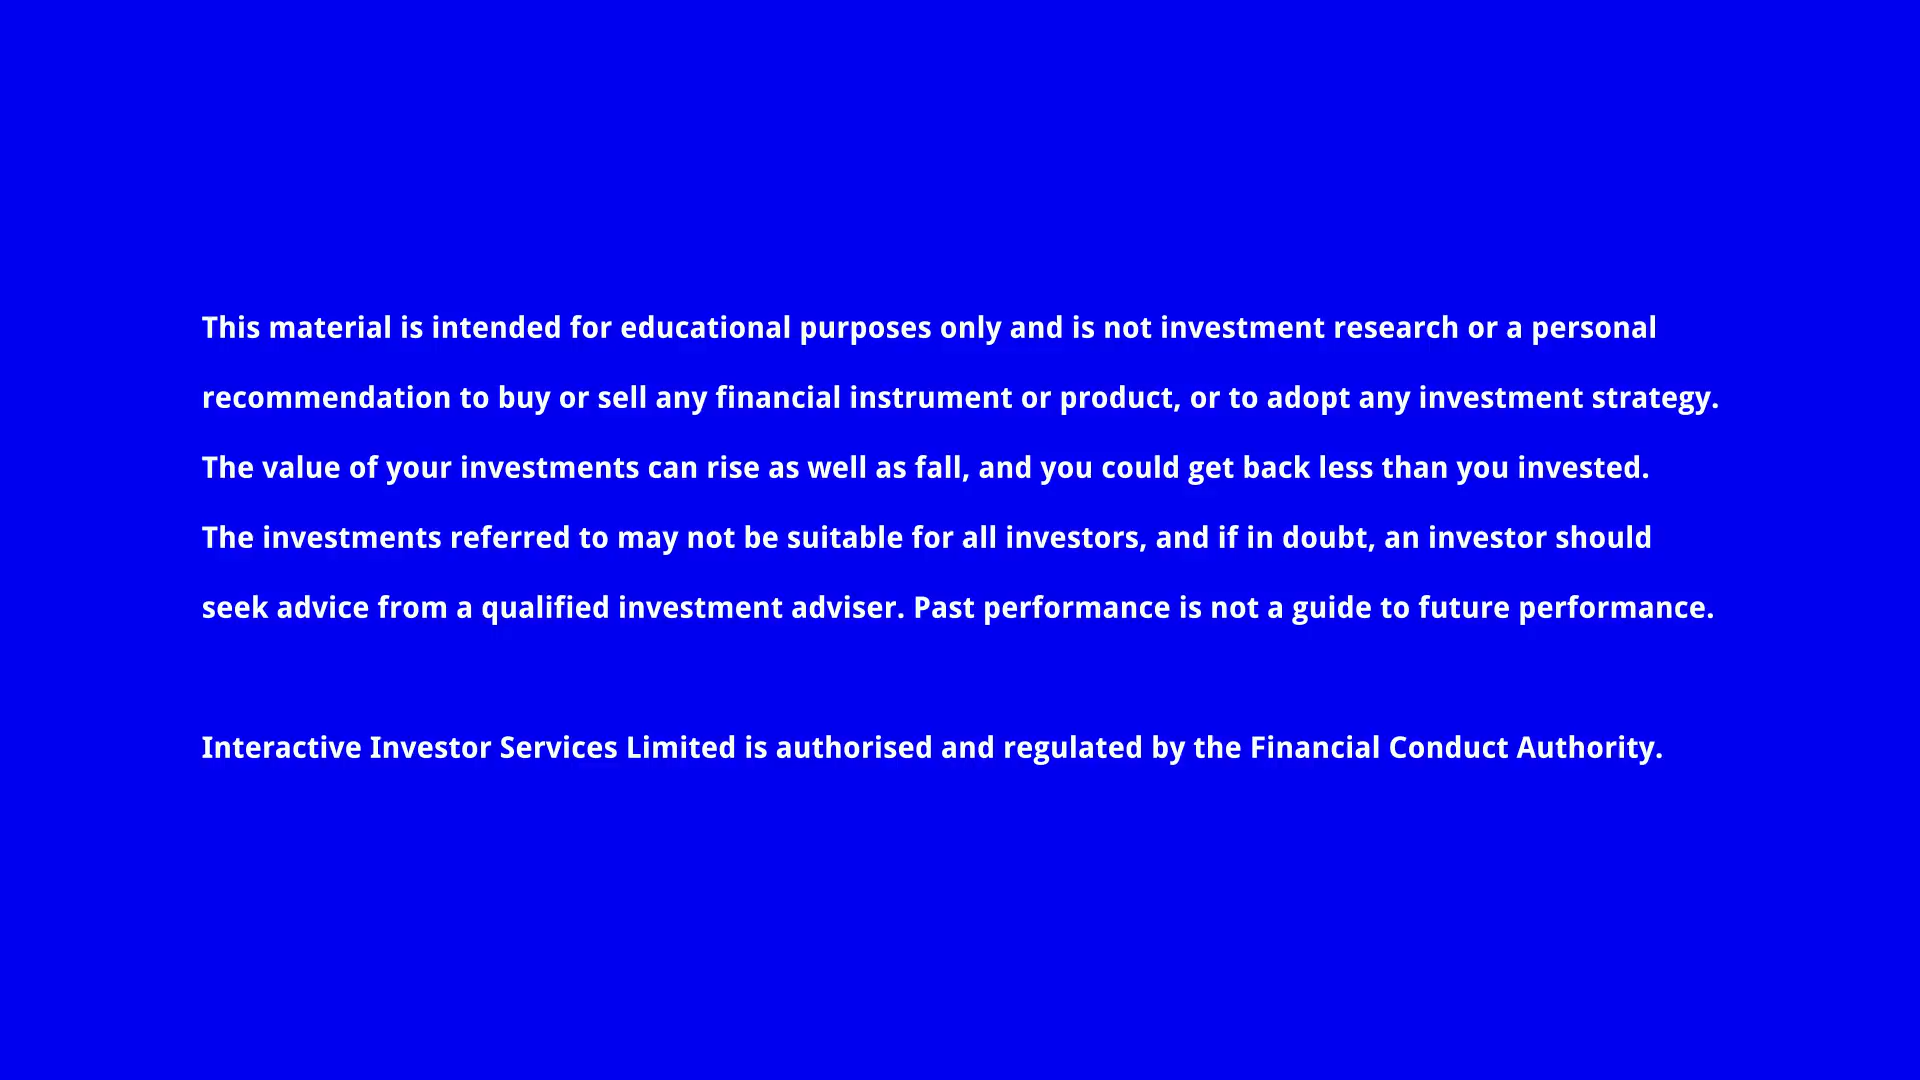 This material is intended for educational purposes only and is not investment research or a personal
recommendation to buy or sell any financial instrument or product, or to adopt any investment strategy.
The value of your investments can rise as well as fall, and you could get back less than you invested.
The investments referred to may not be suitable for all investors, and if in doubt, an investor should
seek advice from a qualified investment adviser. Past performance is not a guide to future performance.
Interactive Investor Services Limited is authorised and regulated by the Financial Conduct Authority.